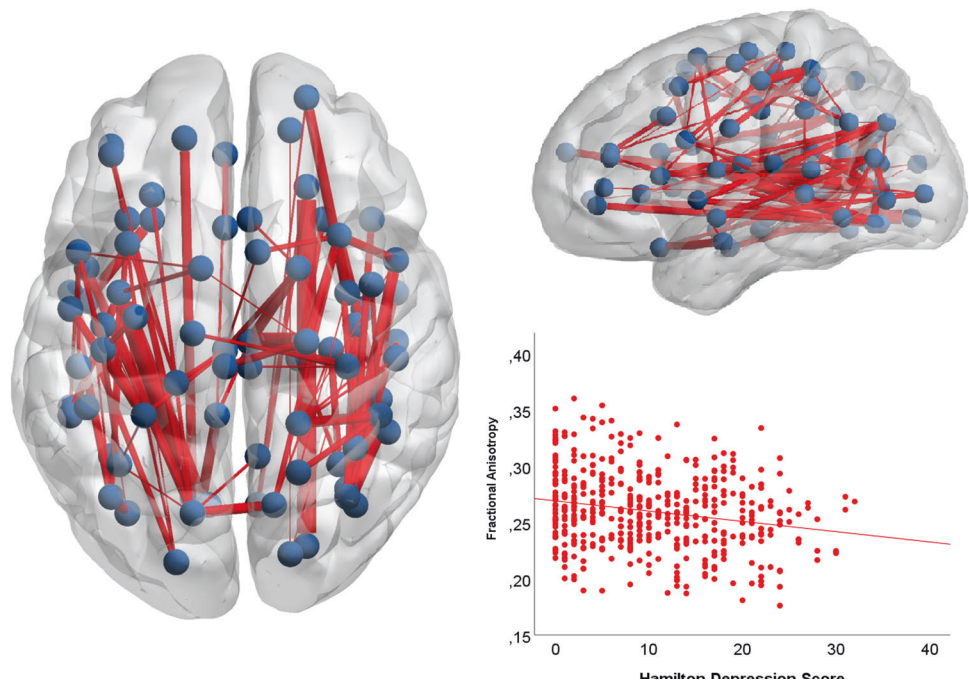 ,40
,35
,30
,25
,20
,15
Fractional Anisotropy
0 10 20 30 40
Hamilton Depression Score